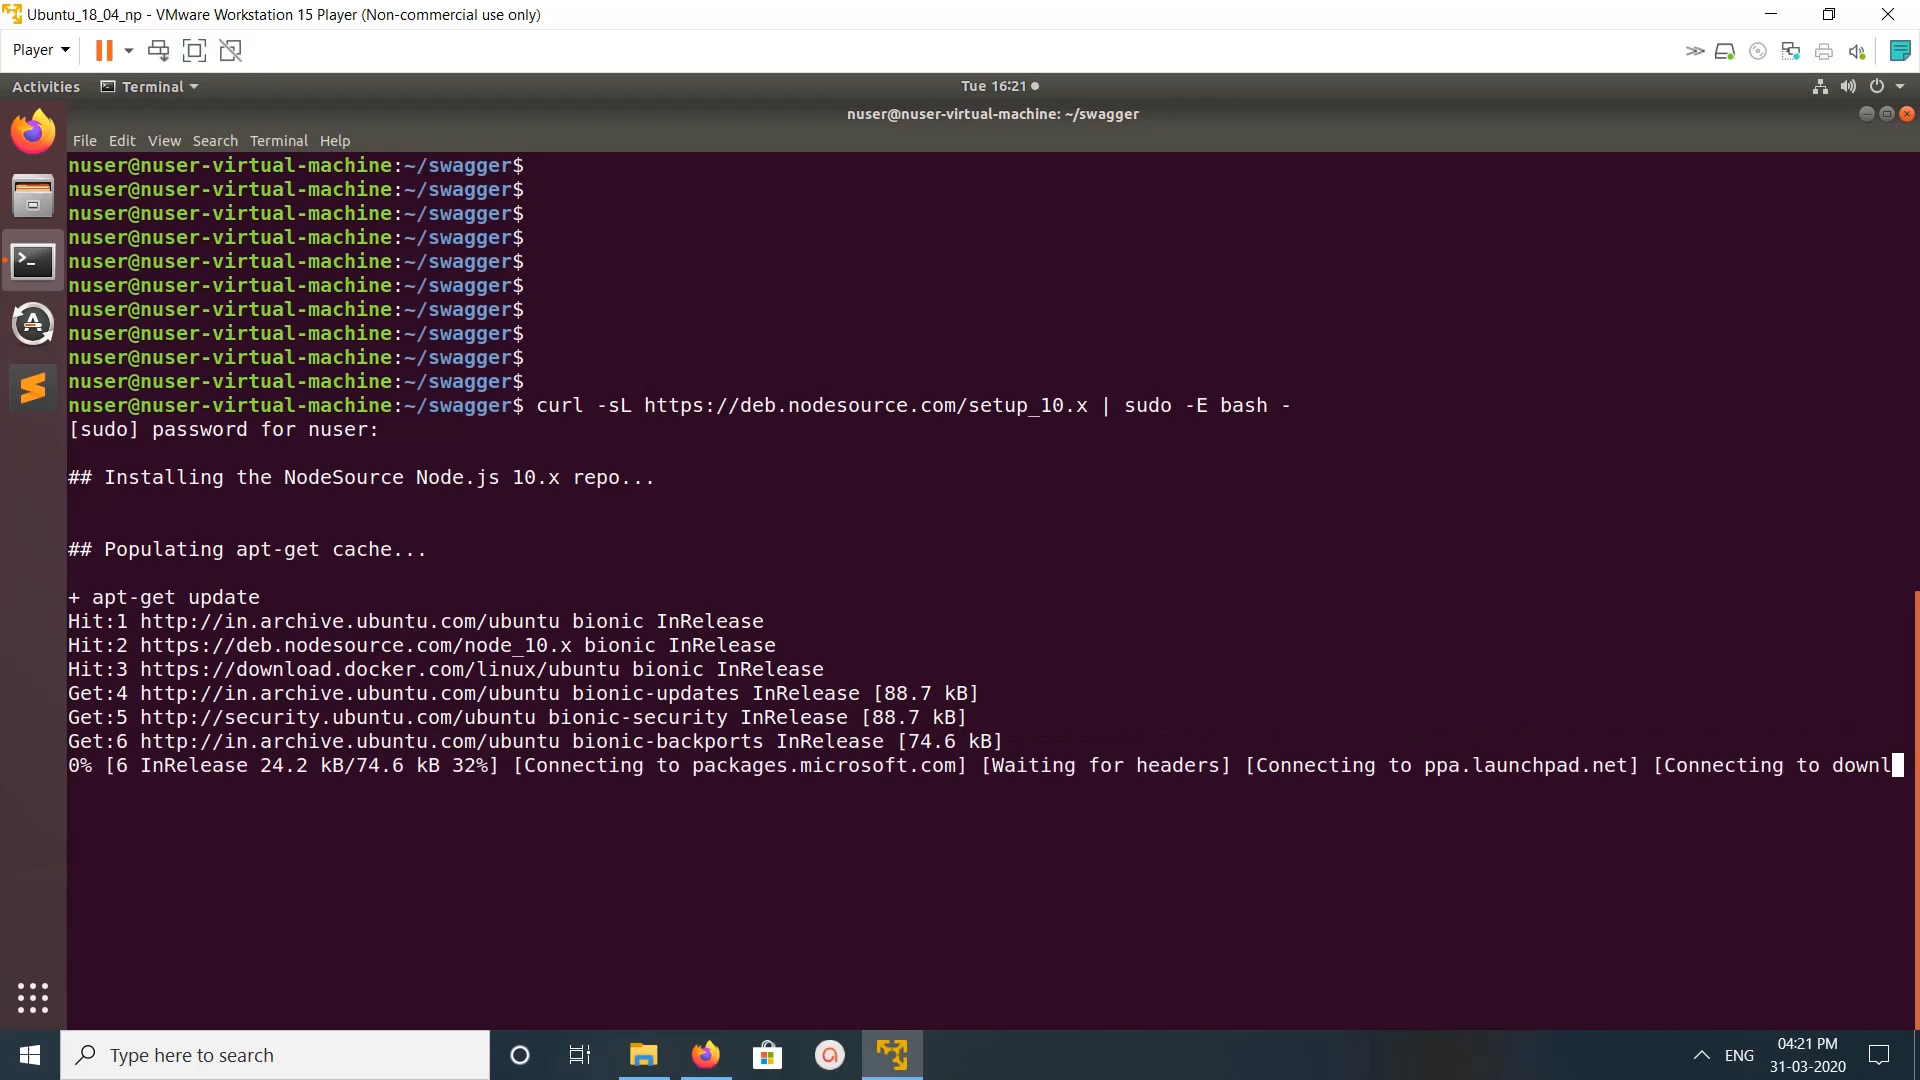 Ubuntu_18_04_np - VMware Workstation 15 Player (Non-commercial use only)
Player
Activities Terminal Tue 16:21
nuser@nuser-virtual-machine: ~/swagger
File Edit View Search Terminal Help
nuser@nuser-virtual-machine:~/swagger$
nuser@nuser-virtual-machine:~/swagger$
nuser@nuser-virtual-machine:~/swagger$
nuser@nuser-virtual-machine:~/swagger$
nuser@nuser-virtual-machine:~/swagger$
nuser@nuser-virtual-machine:~/swagger$
nuser@nuser-virtual-machine:~/swagger$
nuser@nuser-virtual-machine:~/swagger$
nuser@nuser-virtual-machine:~/swagger$
nuser@nuser-virtual-machine:~/swagger$
nuser@nuser-virtual-machine:~/swagger$ curl -sL https://deb.nodesource.com/setup_10.x | sudo -E bash -
[sudo] password for nuser:
## Installing the NodeSource Node.js 10.x repo...
## Populating apt-get cache...
+ apt-get update
Hit:1 http://in.archive.ubuntu.com/ubuntu bionic InRelease
Hit:2 https://deb.nodesource.com/node_10.x bionic InRelease
Hit:3 https://download.docker.com/linux/ubuntu bionic InRelease
Get:4 http://in.archive.ubuntu.com/ubuntu bionic-updates InRelease [88.7 kB]
Get:5 http://security.ubuntu.com/ubuntu bionic-security InRelease [88.7 kB]
Get:6 http://in.archive.ubuntu.com/ubuntu bionic-backports InRelease [74.6 kB]
0% [6 InRelease 24.2 kB/74.6 kB 32%] [Connecting to packages.microsoft.com] [Waiting for headers] [Connecting to ppa.launchpad.net] [Connecting to downl
Type here to search
ENG
04:21 PM
31-03-2020